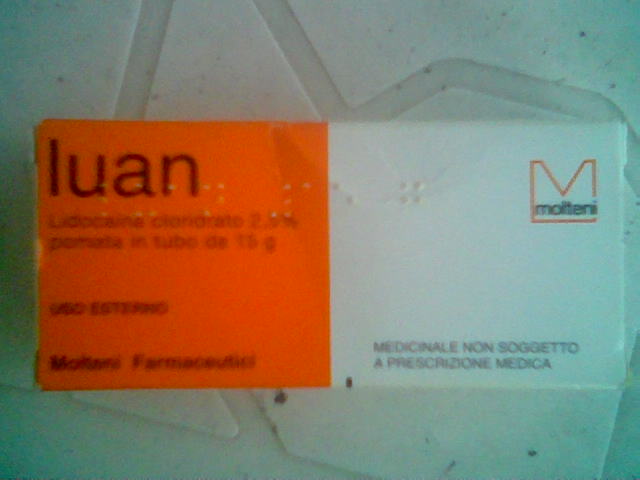 luan
Lidocaina cloridrato 2,5%
pomata in tubo da 15 g
USO ESTERNO
Molteni Farmaceutici
molteni
MEDICINALE NON SOGGETTO
A PRESCRIZIONE MEDICA